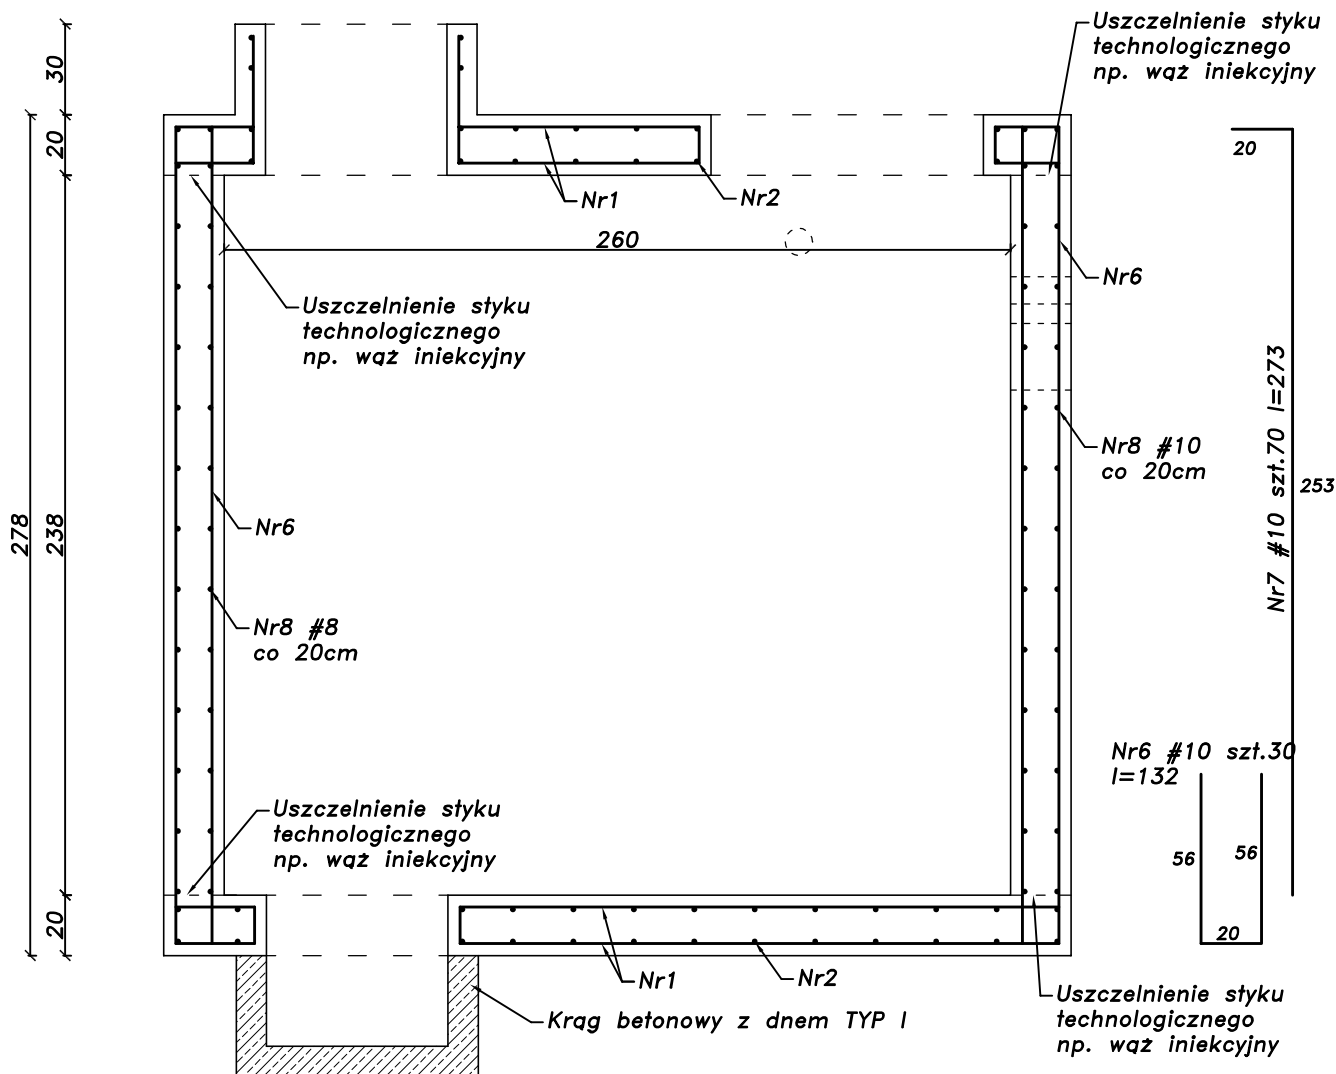 Uszczelnienie styku
technologicznego
np. wąż iniekcyjny
30
20
20
Nr1
Nr2
260
Nr6
Uszczelnienie styku
technologicznego
np. wąż iniekcyjny
Nr7 #10 szt.70 l=273
253
Nr8 #10
co 20cm
278
238
Nr6
Nr8 #8
co 20cm
Nr6 #10 szt.30
l=132
Uszczelnienie styku
technologicznego
np. wąż iniekcyjny
56
56
20
20
Nr1
Nr2
Uszczelnienie styku
technologicznego
np. wąż iniekcyjny
Krąg betonowy z dnem TYP I